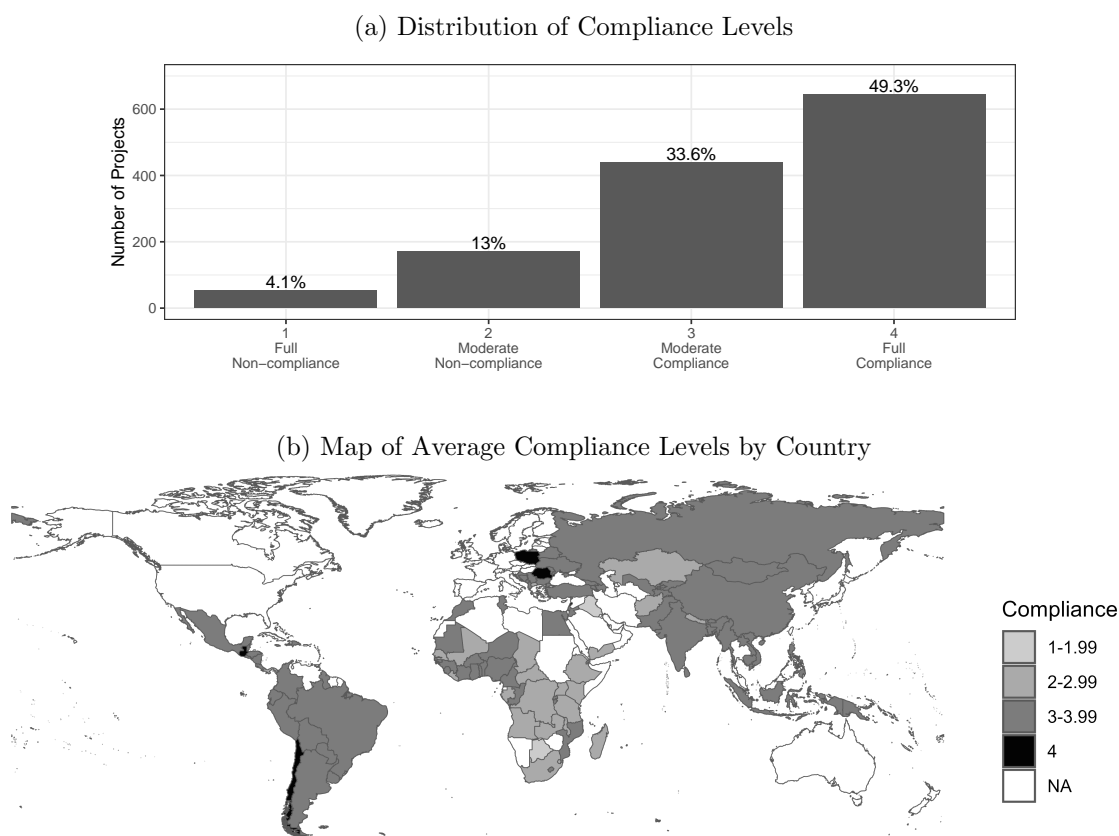 (a) Distribution of Compliance Levels
Number of Projects
600
400
200
0
4.1%
13%
33.6%
49.3%
1
Full
Non−compliance
2
Moderate
Non−compliance
3
Moderate
Compliance
4
Full
Compliance
(b) Map of Average Compliance Levels by Country
Compliance
1-1.99
2-2.99
3-3.99
4
NA